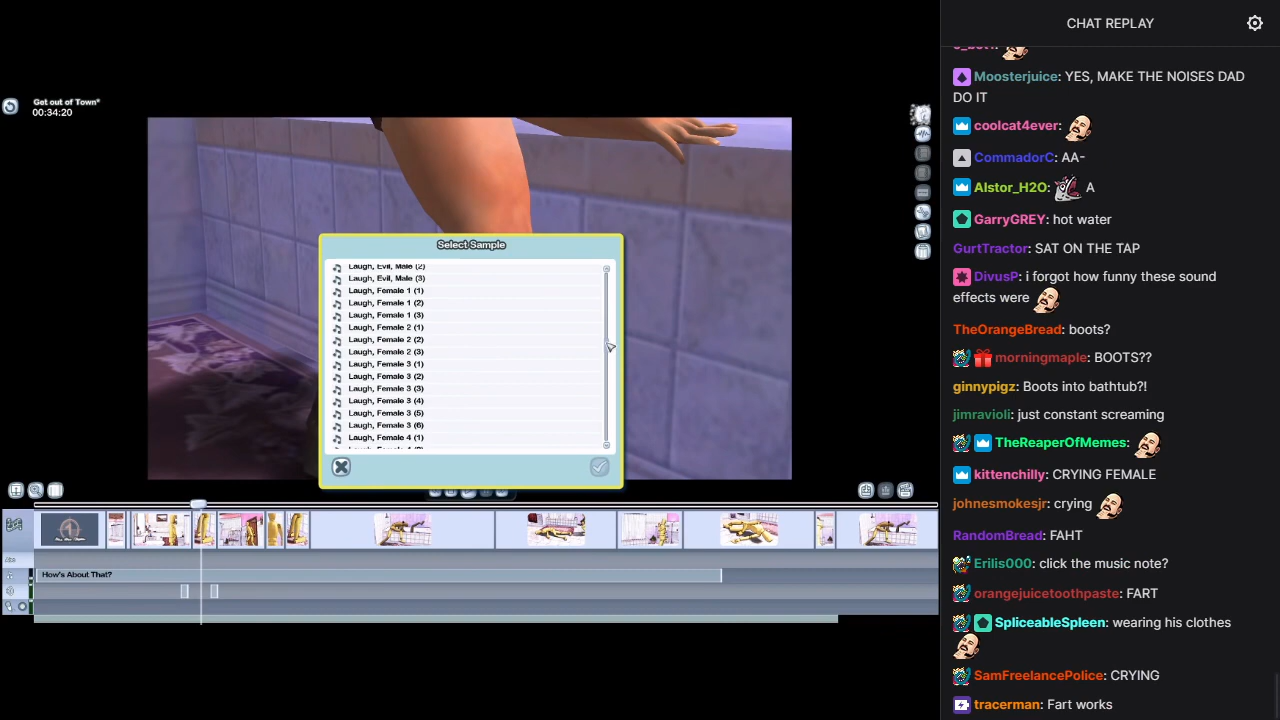 Get out of Town*
00:34:20
Select Sample
Laugh, Evil, Male (2)
Laugh, Evil, Male (3)
Laugh, Female 1 (1)
Laugh, Female 1 (2)
Laugh, Female 1 (3)
Laugh, Female 2 (1)
Laugh, Female 2 (2)
Laugh, Female 2 (3)
Laugh, Female 3 (1)
Laugh, Female 3 (2)
Laugh, Female 3 (3)
Laugh, Female 3 (4)
Laugh, Female 3 (5)
Laugh, Female 3 (6)
Laugh, Female 4 (1)
How's About That?
CHAT REPLAY
Moosterjuice: YES, MAKE THE NOISES DAD
DO IT
coolcat4ever:
CommadorC: AA-
Alstor_H2O: A
GarryGREY: hot water
GurtTractor: SAT ON THE TAP
DivusP: i forgot how funny these sound
effects were
TheOrangeBread: boots?
morningmaple: BOOTS??
ginnypigz: Boots into bathtub?!
jimravioli: just constant screaming
TheReaperOfMemes:
kittenchilly: CRYING FEMALE
johnesmokesjr: crying
RandomBread: FAHT
Erilis000: click the music note?
orangejuicetoothpaste: FART
SpliceableSpleen: wearing his clothes
SamFreelancePolice: CRYING
tracerman: Fart works